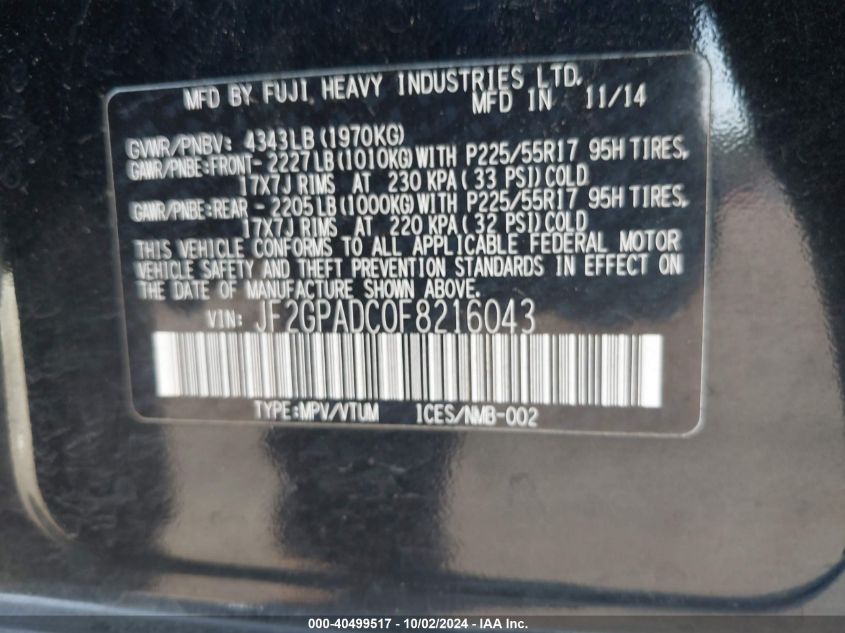 MFD BY FUJI HEAVY INDUSTRIES LTD.
MFD IN 11/14
GVWR/PNBV: 4343LB (1970KG)
GAWR/PNBE:FRONT- 2227LB(1010KG)WITH P225/55R17 95H TIRES,
17X7J RIMS AT 230 KPA( 33 PSI) COLD
GAWR/PNBE:REAR - 2205LB(1000KG)WITH P225/55R17 95H TIRES,
17X7J RIMS AT 220 KPA( 32 PSI) COLD
THIS VEHICLE CONFORMS TO ALL APPLICABLE FEDERAL MOTOR
VEHICLE SAFETY AND THEFT PREVENTION STANDARDS IN EFFECT ON
THE DATE OF MANUFACTURE SHOWN ABOVE.
VIN: JF2GPADC0F8216043
TYPE:MPV/VTUM ICES/NMB-002
000-40499517 - 10/02/2024 - IAA, Inc.